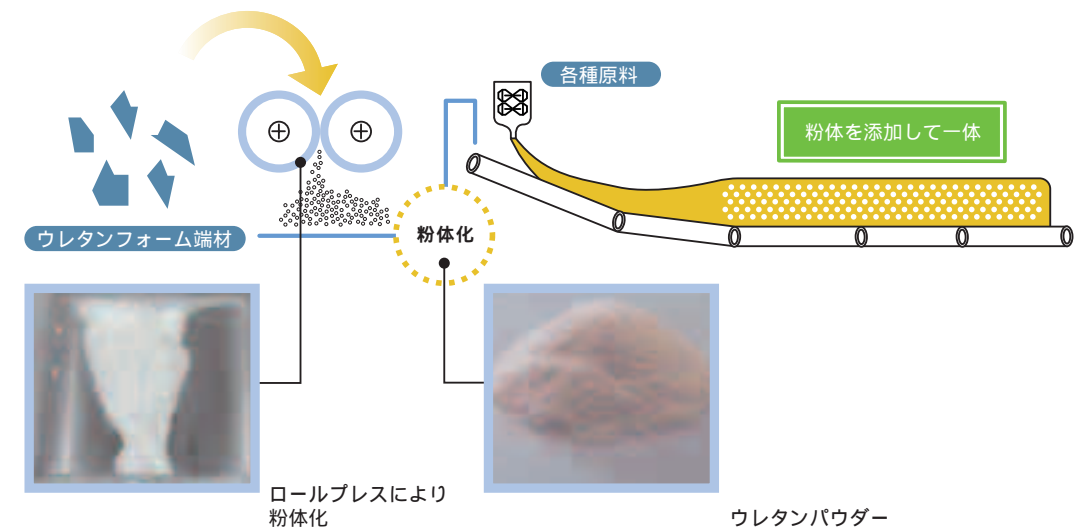 各種原料
粉体を添加して一体
ウレタンフォーム端材
粉体化
ロールプレスにより
粉体化
ウレタンパウダー